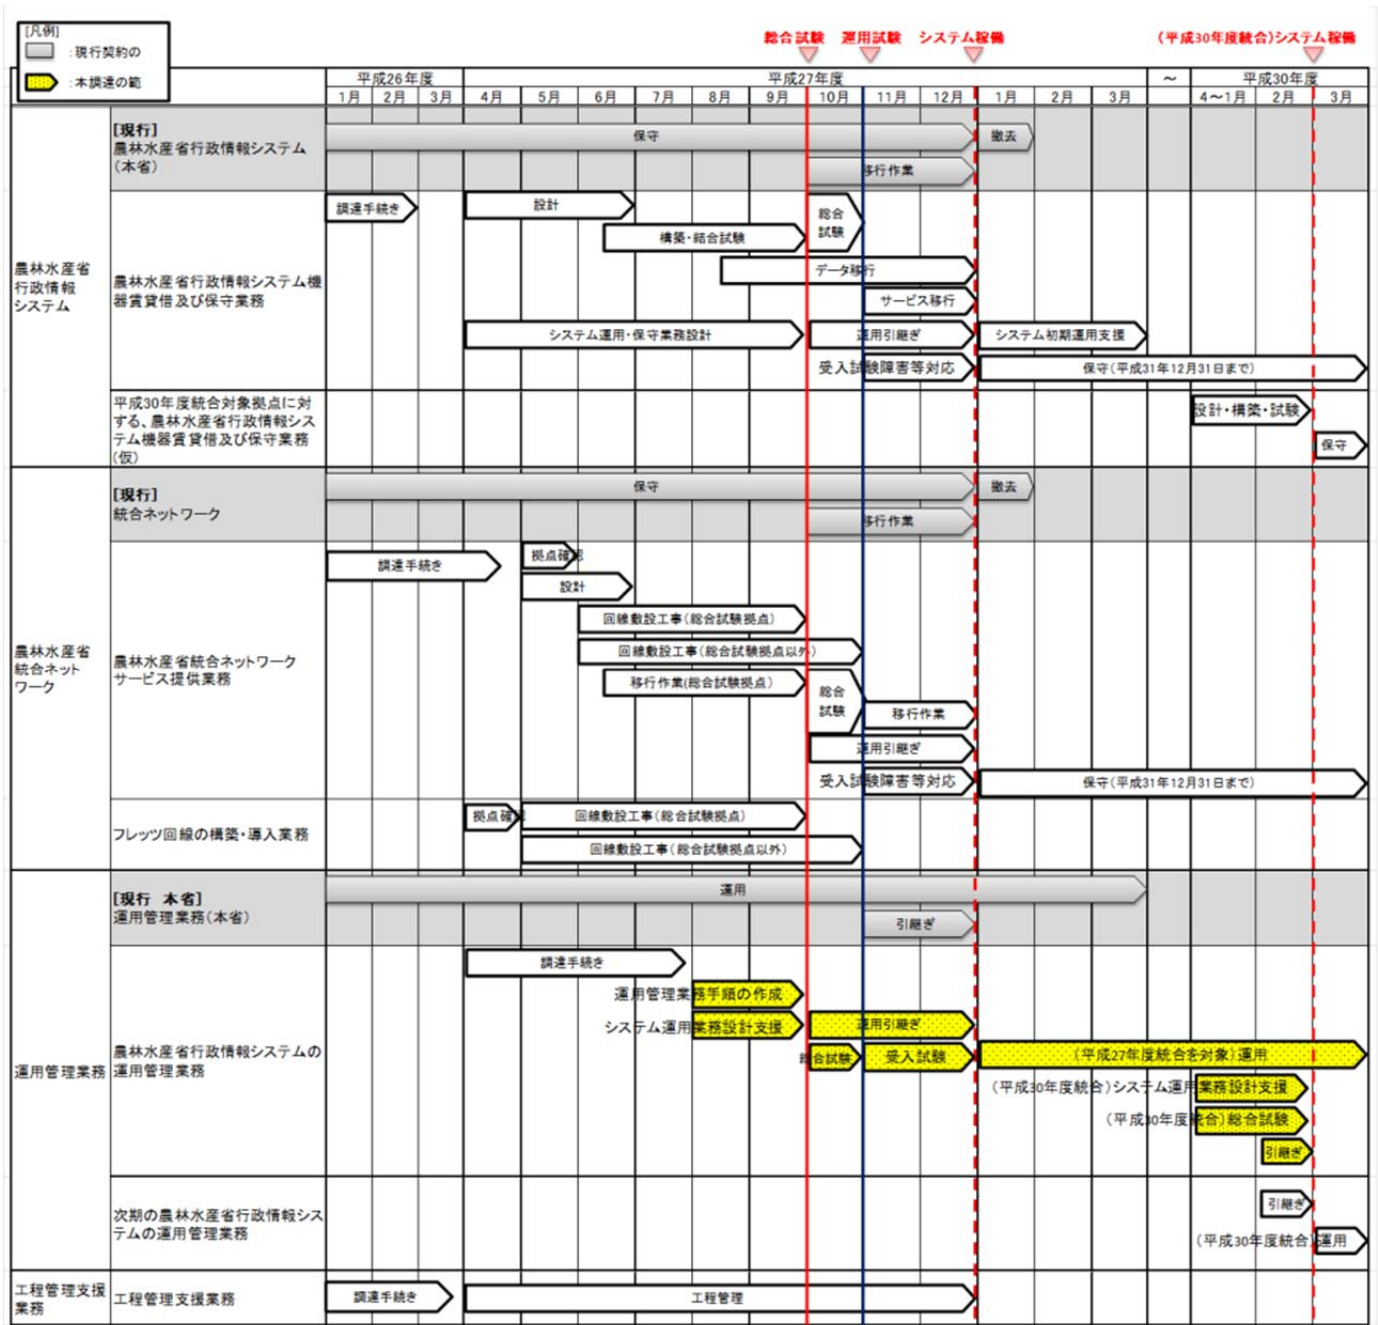 [凡例]
：現行契約の
：本調達の範
総合試験 運用試験 システム稼働 (平成30年度統合)システム稼働
平成26年度 平成27年度 ～ 平成30年度
1月 2月 3月 4月 5月 6月 7月 8月 9月 10月 11月 12月 1月 2月 3月 4～1月 2月 3月
農林水産省
行政情報
システム
[現行]
農林水産省行政情報システム
(本省)
保守 撤去
移行作業
農林水産省行政情報システム機
器賃貸借及び保守業務
調達手続き 設計 総合
試験
構築・結合試験
データ移行
サービス移行
システム運用・保守業務設計 運用引継ぎ システム初期運用支援
受入試験障害等対応 保守(平成31年12月31日まで)
平成30年度統合対象拠点に対
する、農林水産省行政情報シス
テム機器賃貸借及び保守業務
(仮)
設計・構築・試験
保守
農林水産省
統合ネット
ワーク
[現行]
統合ネットワーク
保守 撤去
移行作業
農林水産省統合ネットワーク
サービス提供業務
調達手続き 拠点確認
設計
回線敷設工事(総合試験拠点)
回線敷設工事(総合試験拠点以外)
移行作業(総合試験拠点) 総合
試験
移行作業
運用引継ぎ
受入試験障害等対応 保守(平成31年12月31日まで)
フレッツ回線の構築・導入業務
拠点確認 回線敷設工事(総合試験拠点)
回線敷設工事(総合試験拠点以外)
運用管理業務
[現行 本省]
運用管理業務(本省)
運用
引継ぎ
農林水産省行政情報システムの
運用管理業務
調達手続き
運用管理業務手順の作成
システム運用業務設計支援 運用引継ぎ
総合試験 受入試験 (平成27年度統合を対象)運用
(平成30年度統合)システム運用業務設計支援
(平成30年度統合)総合試験
引継ぎ
次期の農林水産省行政情報シス
テムの運用管理業務
引継ぎ
(平成30年度統合)運用
工程管理支援
業務
工程管理支援業務
調達手続き 工程管理